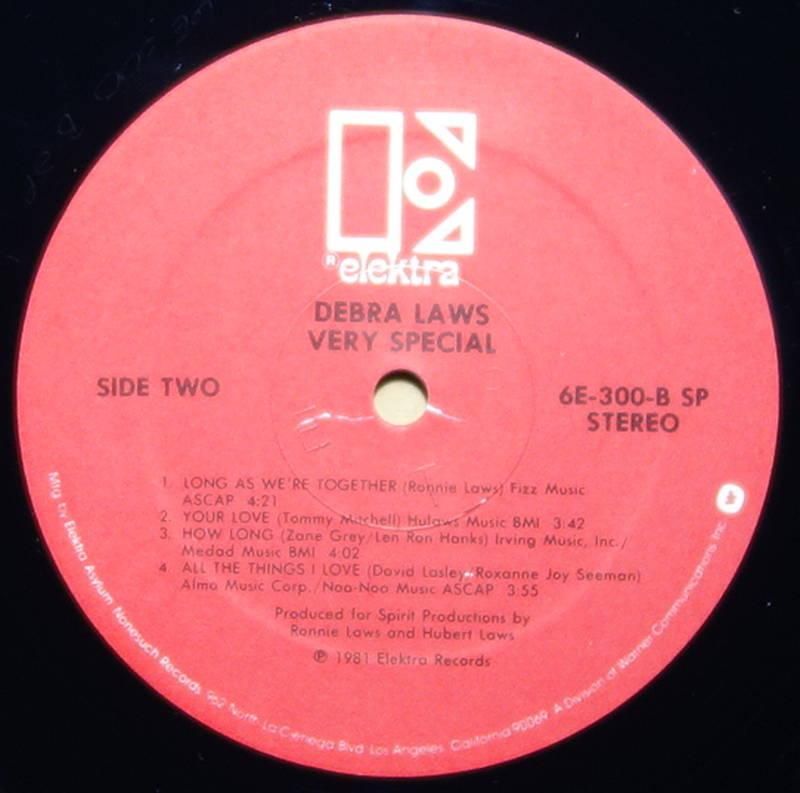 ® elektra
DEBRA LAWS
VERY SPECIAL
SIDE TWO
6E-300-B SP
STEREO
1. LONG AS WE'RE TOGETHER (Ronnie Laws) Fizz Music
ASCAP 4:21
2. YOUR LOVE (Tommy Mitchell) Hulaws Music BMI 3:42
3. HOW LONG (Zane Grey/Len Ron Hanks) Irving Music, Inc./
Medad Music BMI 4:02
4 ALL THE THINGS I LOVE (David Lasley/Roxanne Joy Seeman)
Almo Music Corp./Noa-Noa Music ASCAP 3:55
Produced for Spirit Productions by
Ronnie Laws and Hubert Laws
℗ 1981 Elektra Records
Mfg by Elektra Asylum Nonesuch Records 962 North La Cienega Blvd Los Angeles California 90069 A Division of Warner Communications Inc.